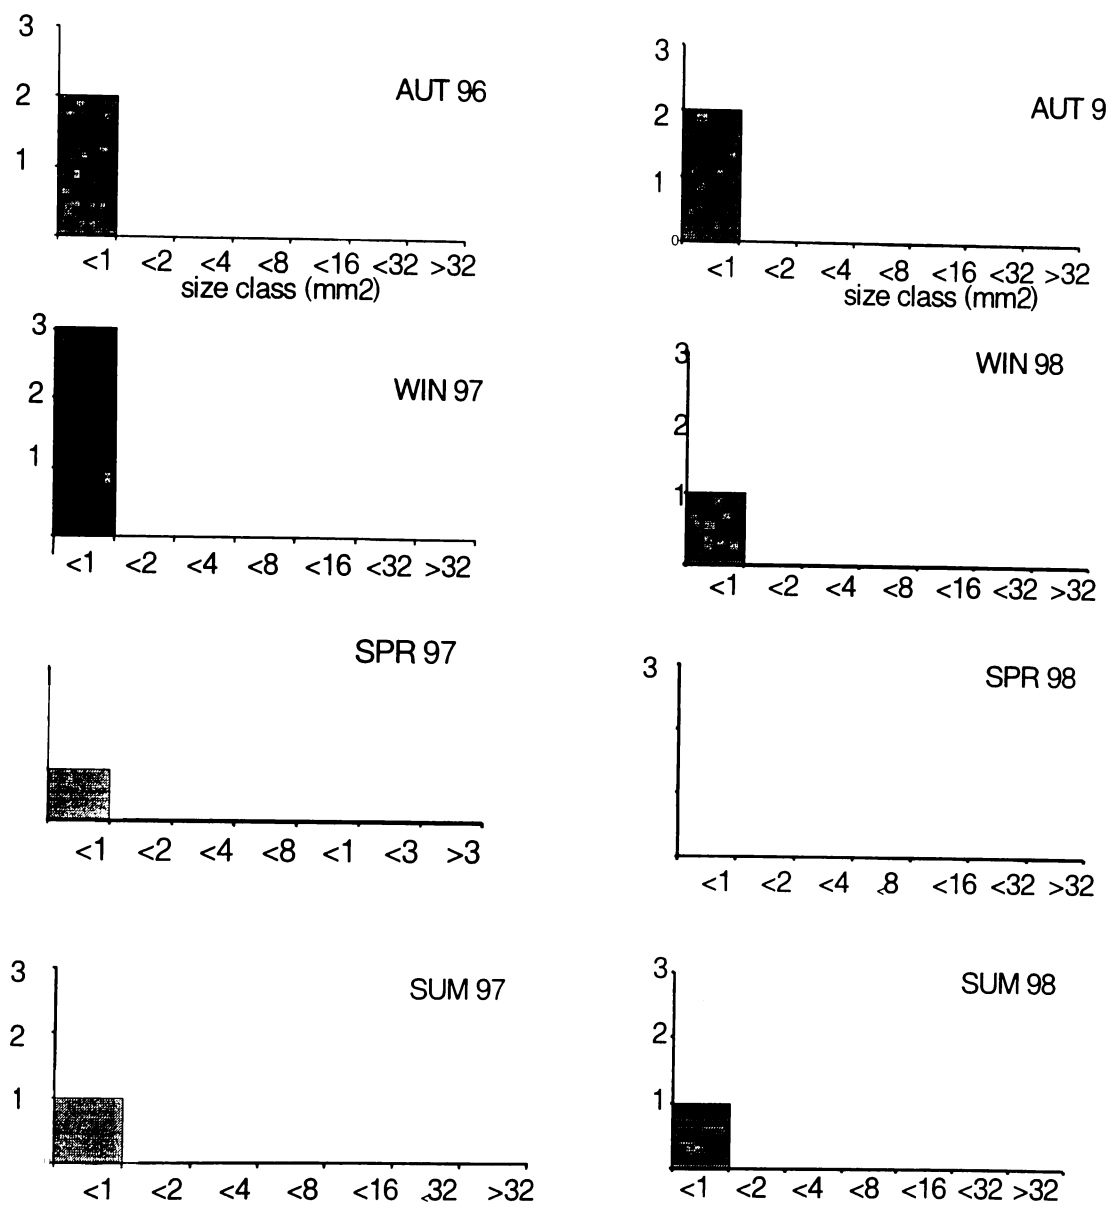 3
2
1
AUT 96
<1 <2 <4 <8 <16 <32 >32
size class (mm2)
3
2
1
0
AUT 9
<1 <2 <4 <8 <16 <32 >32
size class (mm2)
3
2
1
WIN 97
<1 <2 <4 <8 <16 <32 >32
3
2
1
WIN 98
<1 <2 <4 <8 <16 <32 >32
SPR 97
<1 <2 <4 <8 <1 <3 >3
3
SPR 98
<1 <2 <4 <8 <16 <32 >32
3
2
1
SUM 97
<1 <2 <4 <8 <16 <32 >32
3
2
1
SUM 98
<1 <2 <4 <8 <16 <32 >32